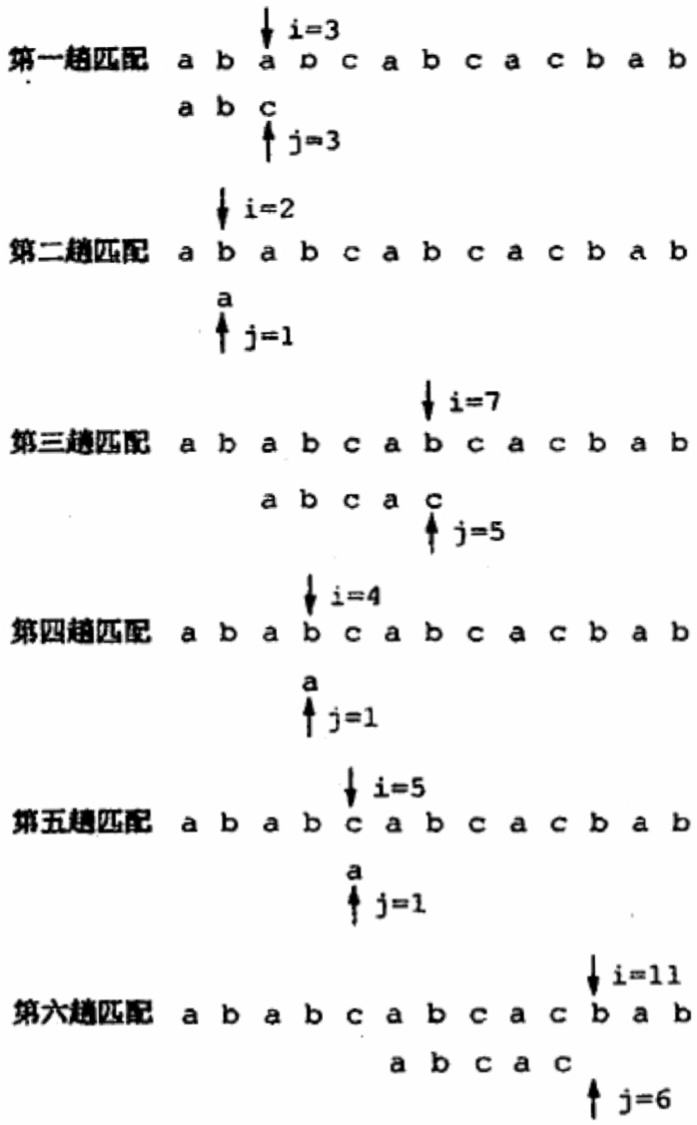 i=3
第一趟匹配 a b a b c a b c a c b a b
a b c
j=3
i=2
第二趟匹配 a b a b c a b c a c b a b
a
j=1
i=7
第三趟匹配 a b a b c a b c a c b a b
a b c a c
j=5
i=4
第四趟匹配 a b a b c a b c a c b a b
a
j=1
i=5
第五趟匹配 a b a b c a b c a c b a b
a
j=1
i=11
第六趟匹配 a b a b c a b c a c b a b
a b c a c
j=6